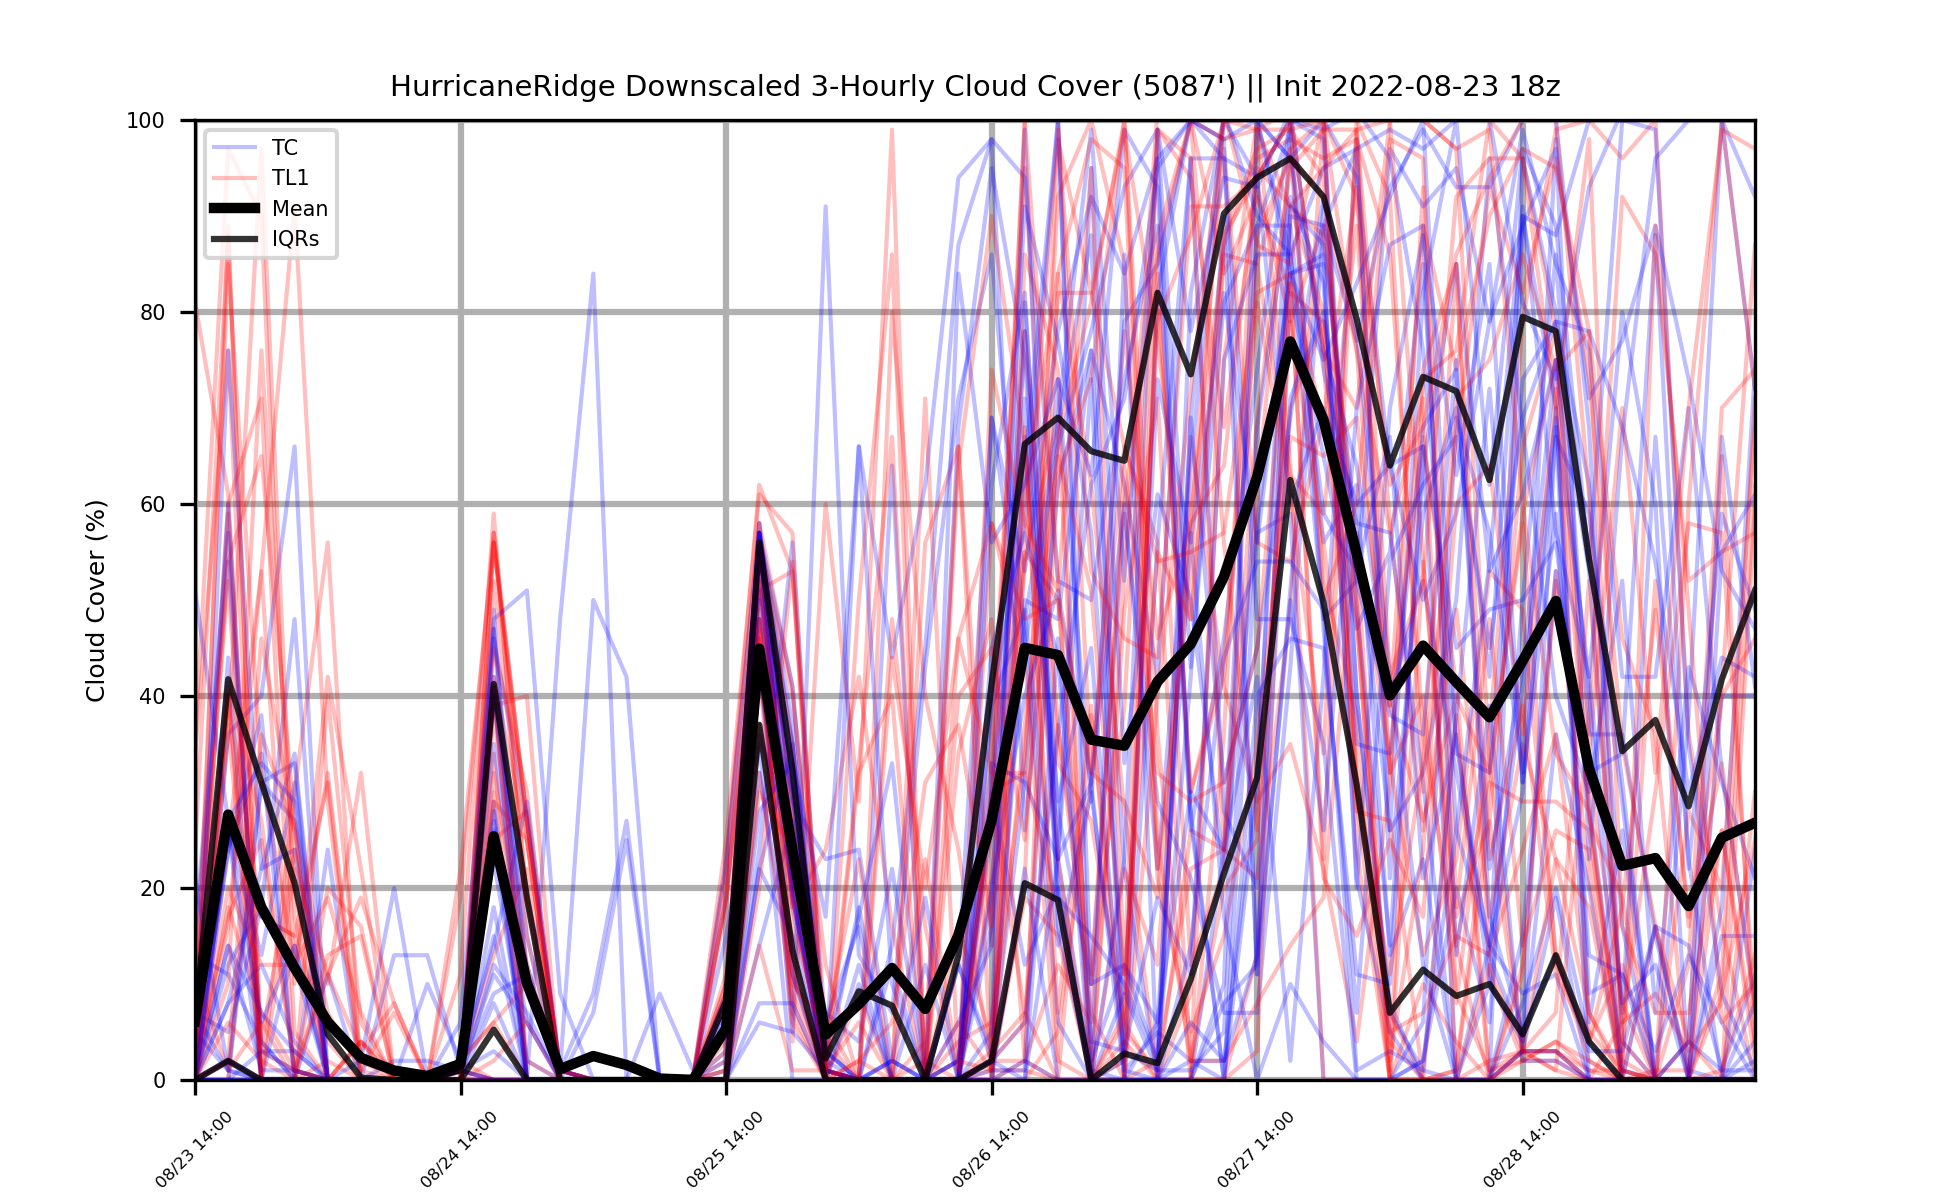 HurricaneRidge Downscaled 3-Hourly Cloud Cover (5087') || Init 2022-08-23 18z
Cloud Cover (%)
100
80
60
40
20
0
TC
TL1
Mean
IQRs
08/23 14:00
08/24 14:00
08/25 14:00
08/26 14:00
08/27 14:00
08/28 14:00